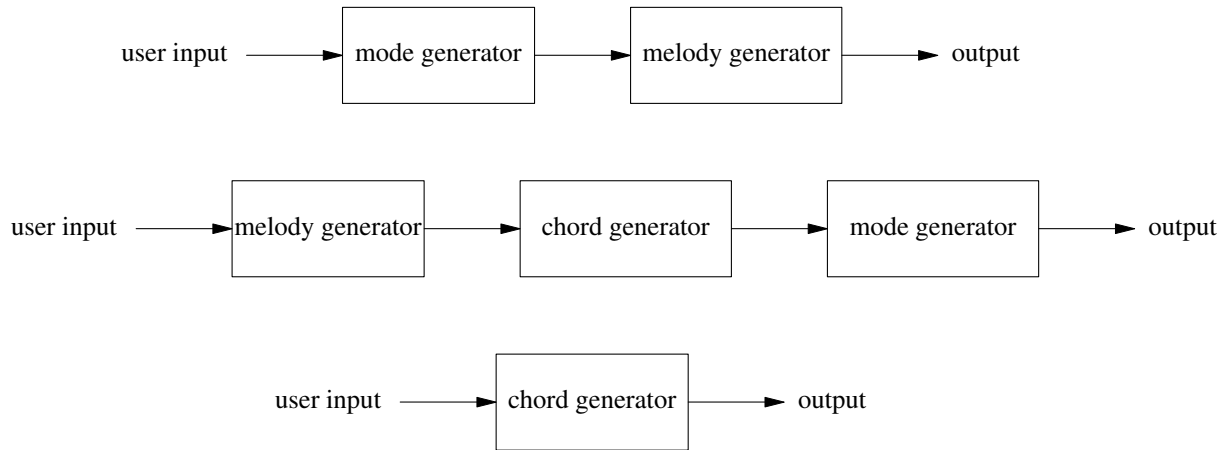 user input mode generator melody generator output
user input melody generator chord generator mode generator output
user input chord generator output